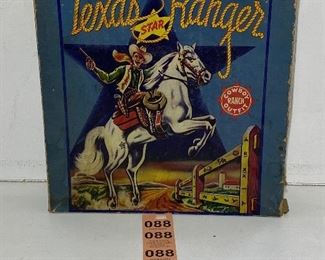 Texas Ranger
STAR
COWBOY
"RANCH"
OUTFIT
088
088
088